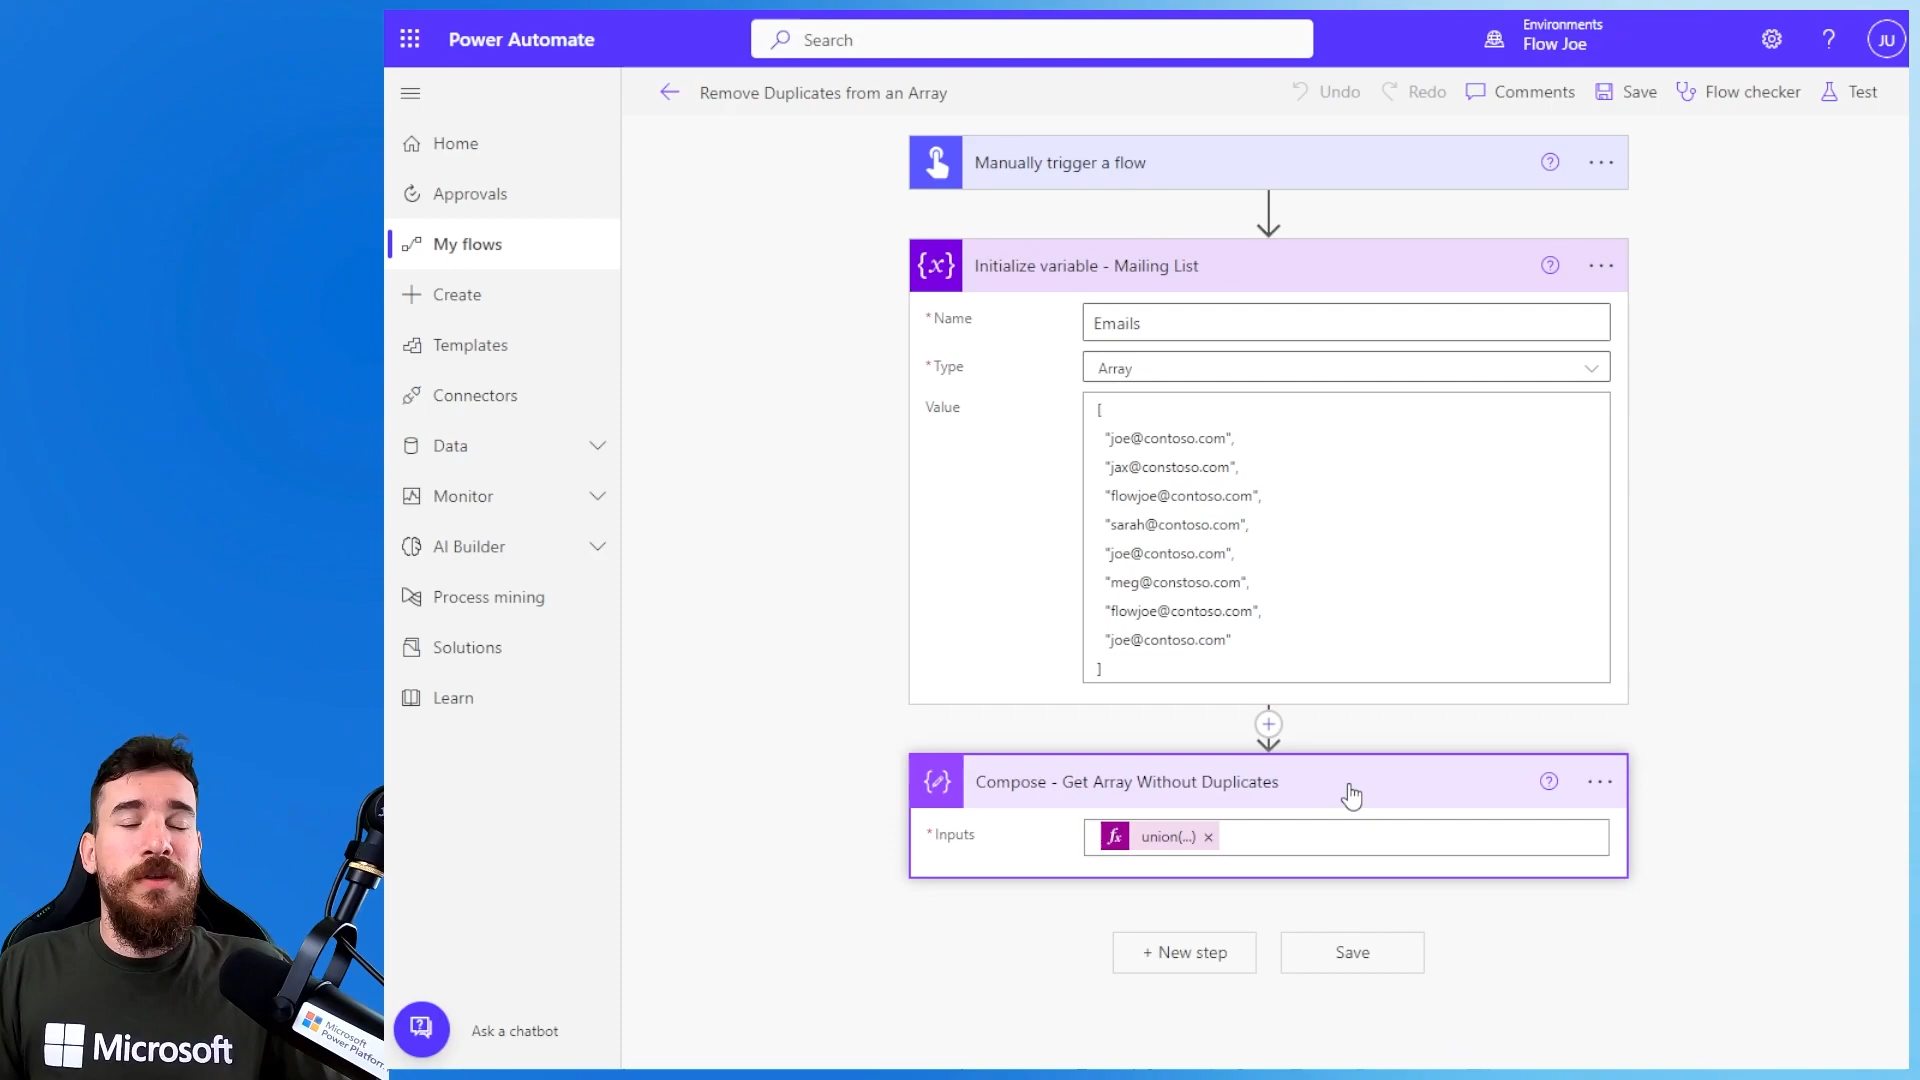 Power Automate
Search
Environments
Flow Joe
?
JU
Remove Duplicates from an Array
Undo
Redo
Comments
Save
Flow checker
Test
Home
Approvals
My flows
Create
Templates
Connectors
Data
Monitor
AI Builder
Process mining
Solutions
Learn
Ask a chatbot
Manually trigger a flow
?
...
{x} Initialize variable - Mailing List
?
...
*Name
Emails
*Type
Array
Value
[
"joe@contoso.com",
"jax@constoso.com",
"flowjoe@contoso.com",
"sarah@contoso.com",
"joe@contoso.com",
"meg@constoso.com",
"flowjoe@contoso.com",
"joe@contoso.com"
]
Compose - Get Array Without Duplicates
?
...
*Inputs
fx union(...) ×
+ New step
Save
Microsoft
Microsoft
Power Platform